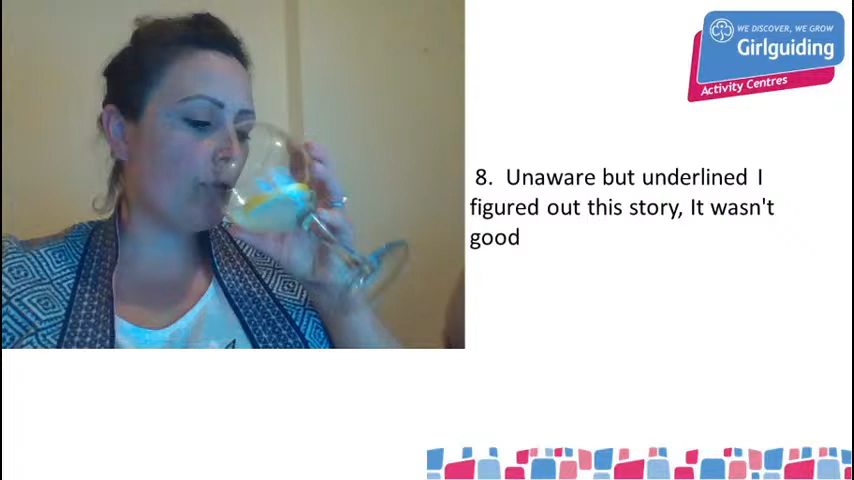 WE DISCOVER, WE GROW
Girlguiding
Activity Centres
8. Unaware but underlined I
figured out this story, It wasn't
good